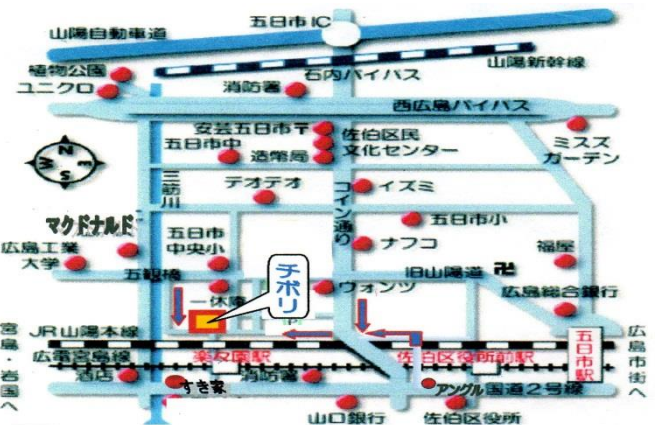 五日市IC
山陽自動車道
山陽新幹線
石内バイパス
植物公園
ユニクロ
消防署
西広島バイパス
安芸五日市〒
佐伯区民
文化センター
五日市中
造幣局
ミスズ
ガーデン
N
W
E
S
三筋川
テオテオ
コイン通り
イズミ
マクドナルド
五日市小
広島工業
大学
五日市
中央小
チボリ
ナフコ
福屋
五観橋
旧山陽道
卍
一休庵
ウォンツ
広島総合銀行
宮島・岩国へ
JR山陽本線
五日市駅
広島市街へ
広電宮島線
楽々園駅
佐伯区役所前駅
酒店
すき家
消防署
アングル
国道2号線
山口銀行
佐伯区役所